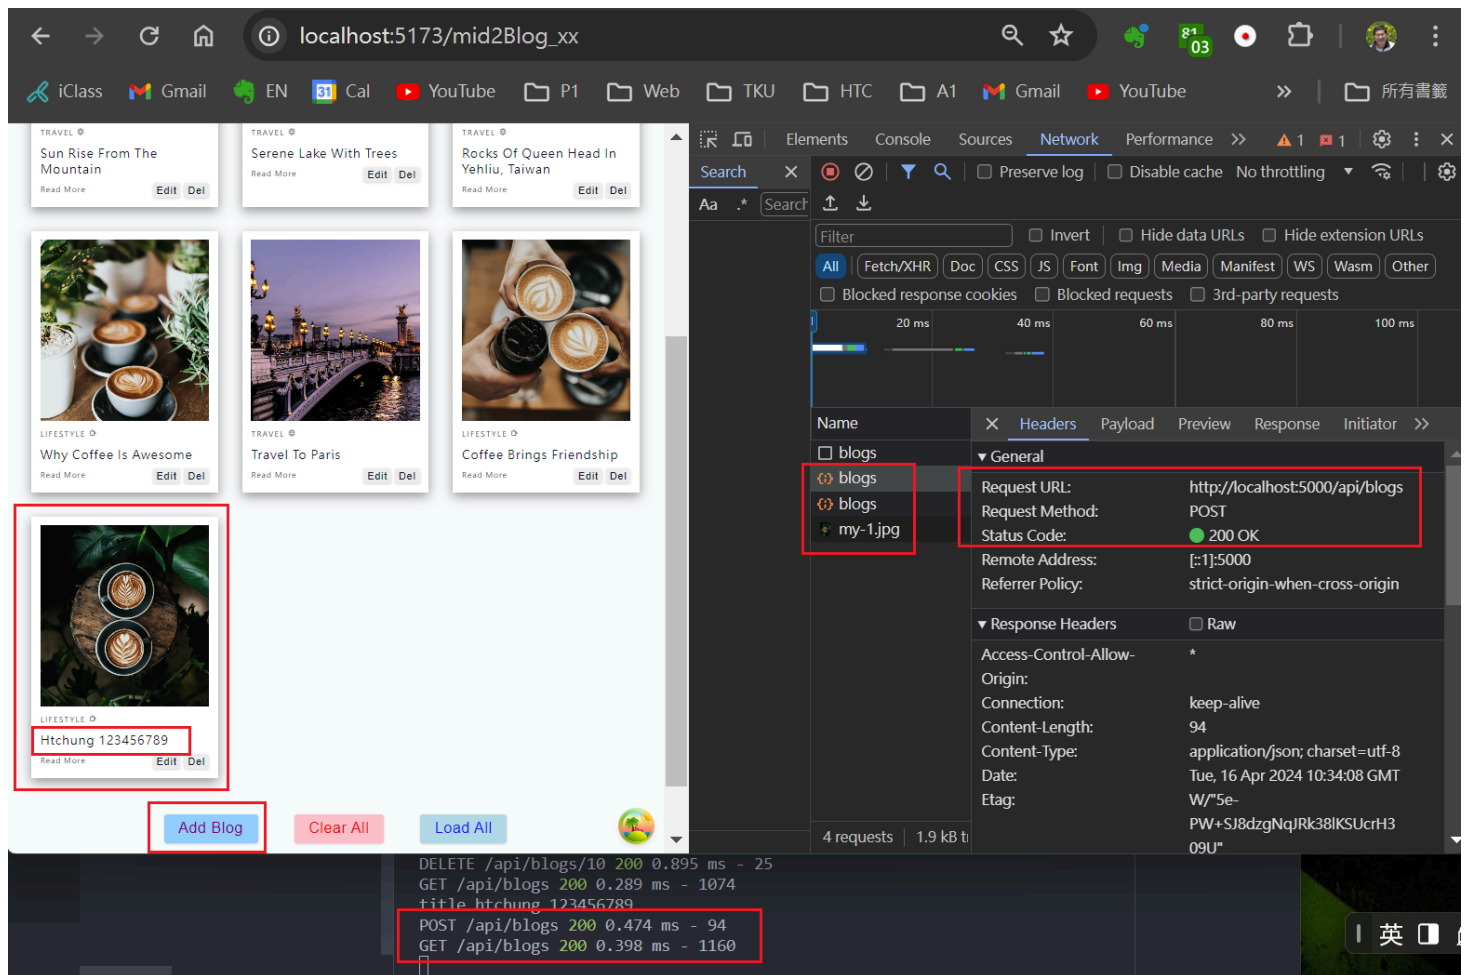 localhost:5173/mid2Blog_xx
81
03
iClass
Gmail
EN
31 Cal
YouTube
P1
Web
TKU
HTC
A1
Gmail
YouTube
所有書籤
TRAVEL
Sun Rise From The
Mountain
Read More
Edit Del
TRAVEL
Serene Lake With Trees
Read More
Edit Del
TRAVEL
Rocks Of Queen Head In
Yehliu, Taiwan
Read More
Edit Del
LIFESTYLE
Why Coffee Is Awesome
Read More
Edit Del
TRAVEL
Travel To Paris
Read More
Edit Del
LIFESTYLE
Coffee Brings Friendship
Read More
Edit Del
LIFESTYLE
Htchung 123456789
Read More
Edit Del
Add Blog
Clear All
Load All
Elements Console Sources Network Performance
1 1
Search
Aa .* Search
Preserve log Disable cache No throttling
Filter
Invert Hide data URLs Hide extension URLs
All Fetch/XHR Doc CSS JS Font Img Media Manifest WS Wasm Other
Blocked response cookies Blocked requests 3rd-party requests
20 ms 40 ms 60 ms 80 ms 100 ms
Name
blogs
blogs
blogs
my-1.jpg
4 requests 1.9 kB
Headers Payload Preview Response Initiator
General
Request URL: http://localhost:5000/api/blogs
Request Method: POST
Status Code: 200 OK
Remote Address: [::1]:5000
Referrer Policy: strict-origin-when-cross-origin
Response Headers Raw
Access-Control-Allow- *
Origin:
Connection: keep-alive
Content-Length: 94
Content-Type: application/json; charset=utf-8
Date: Tue, 16 Apr 2024 10:34:08 GMT
Etag: W/"5e-
PW+SJ8dzgNqJRk38lKSUcrH3
09U"
DELETE /api/blogs/10 200 0.895 ms - 25
GET /api/blogs 200 0.289 ms - 1074
title htchung 123456789
POST /api/blogs 200 0.474 ms - 94
GET /api/blogs 200 0.398 ms - 1160
英